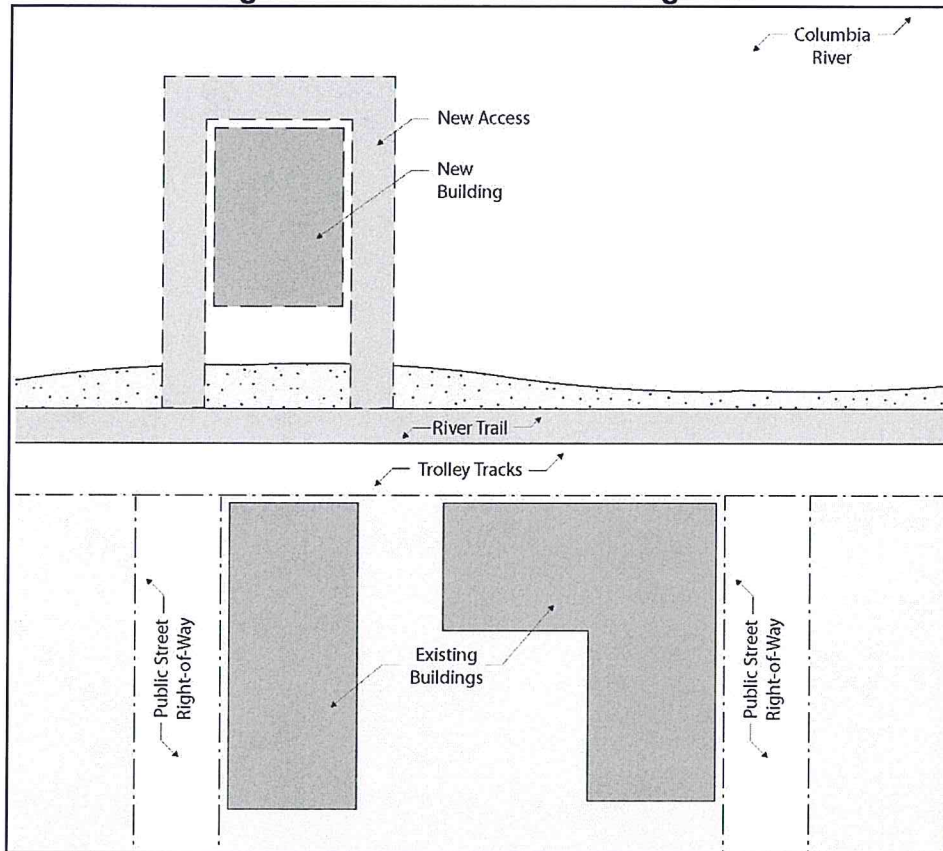 Columbia
River
New Access
New
Building
River Trail
Trolley Tracks
Public Street
Right-of-Way
Existing
Buildings
Public Street
Right-of-Way